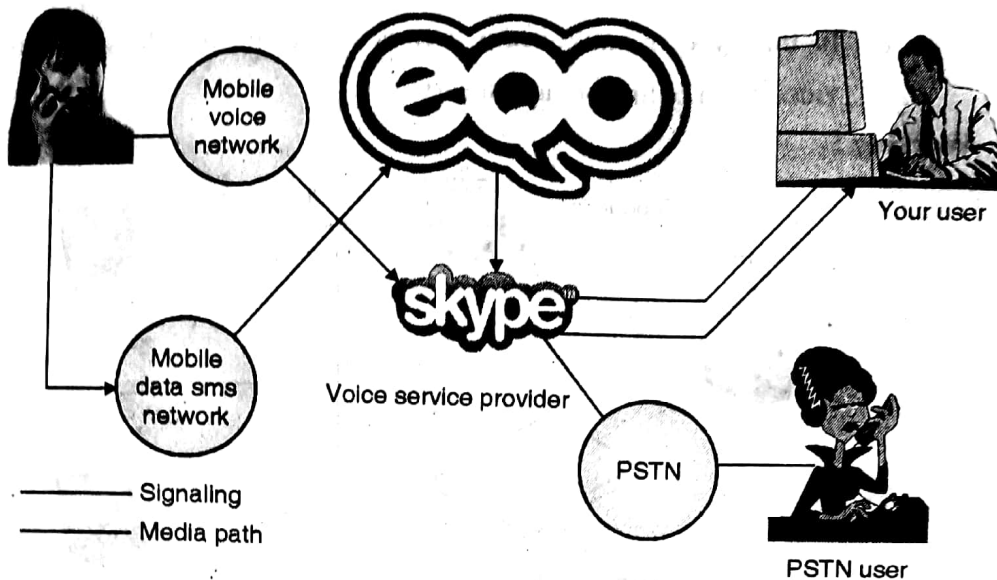 Mobile
voice
network
eqo
Your user
skype
Mobile
data sms
network
Voice service provider
PSTN
Signaling
Media path
PSTN user